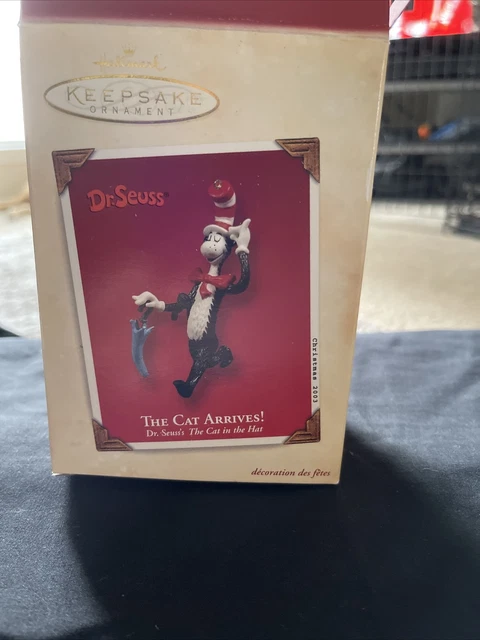 Hallmark
KEEPSAKE
ORNAMENT
Dr. Seuss
Christmas 2003
THE CAT ARRIVES!
Dr. Seuss's The Cat in the Hat
décoration des fêtes